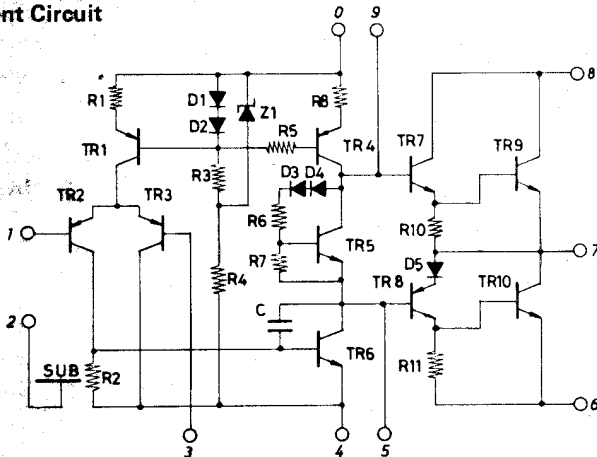 nt Circuit
0 9
8
R1 D1 Z1 R8
D2 R5
TR1 TR4 TR7 TR9
R3 D3 D4
TR2 TR3 R6
1 TR5 R10
7
R7 D5
R4 TR8 TR10
2 C
SUB R2 TR6 R11
6
3 4 5